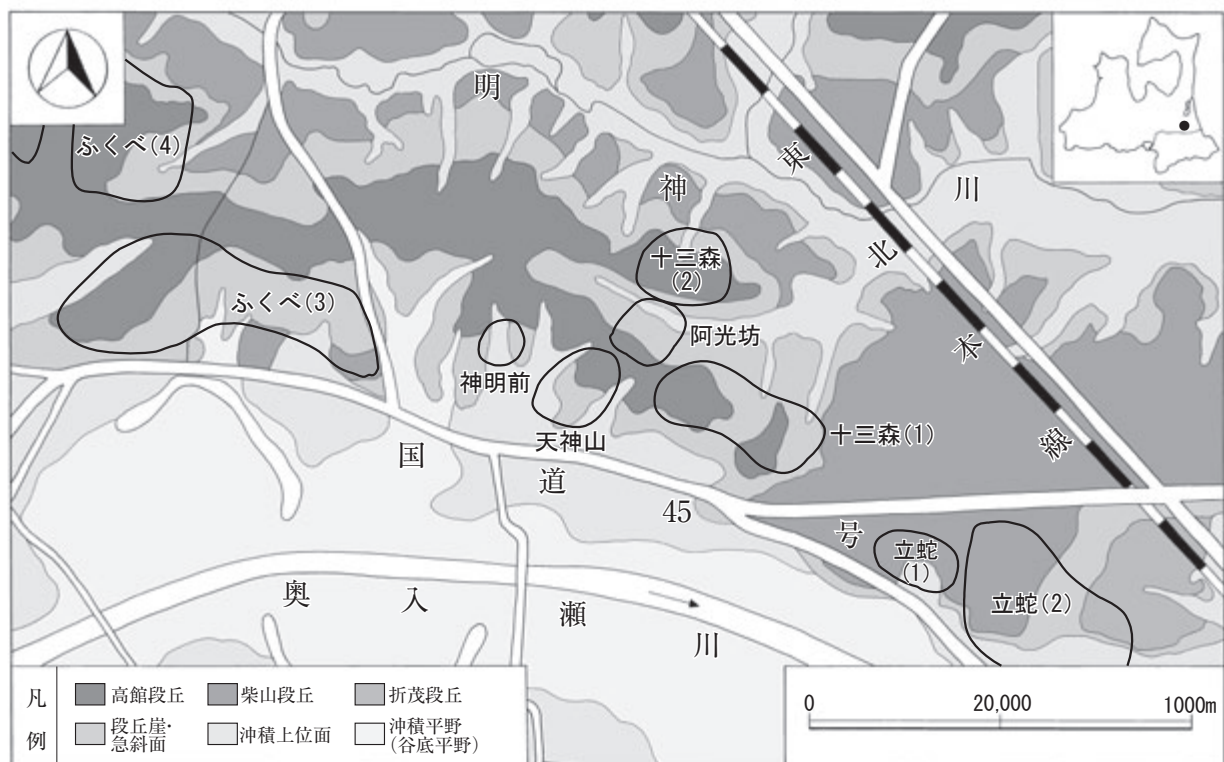 明
ふくべ(4)
神
川
東北本線
十三森
(2)
ふくべ(3)
阿光坊
神明前
天神山
十三森(1)
国道45号
立蛇
(1)
立蛇(2)
奥入瀬川
凡例
高館段丘
柴山段丘
折茂段丘
段丘崖・
急斜面
沖積上位面
沖積平野
(谷底平野)
0 20,000 1000m